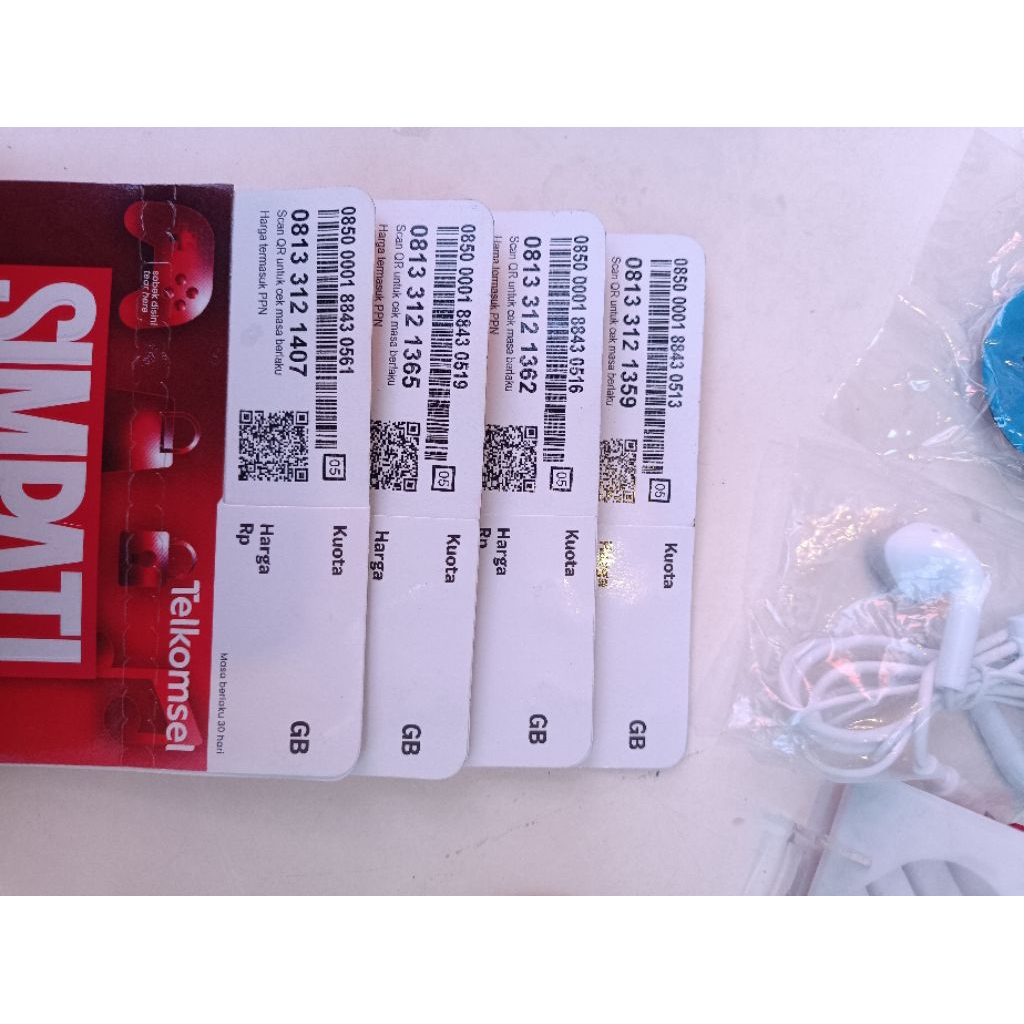 SIMPATI
Telkomsel
sobek disini
tear here
0850 0001 8843 0561
0813 312 1407
Scan QR untuk cek masa berlaku
Harga termasuk PPN
05
Kuota
Harga
Rp
GB
Masa berlaku 30 hari
0850 0001 8843 0519
0813 312 1365
Scan QR untuk cek masa berlaku
Harga termasuk PPN
05
Kuota
Harga
GB
0850 0001 8843 0516
0813 312 1362
Scan QR untuk cek masa berlaku
Harga termasuk PPN
05
Kuota
Harga
Rp
GB
0850 0001 8843 0513
0813 312 1359
Scan QR untuk cek masa berlaku
05
Kuota
GB